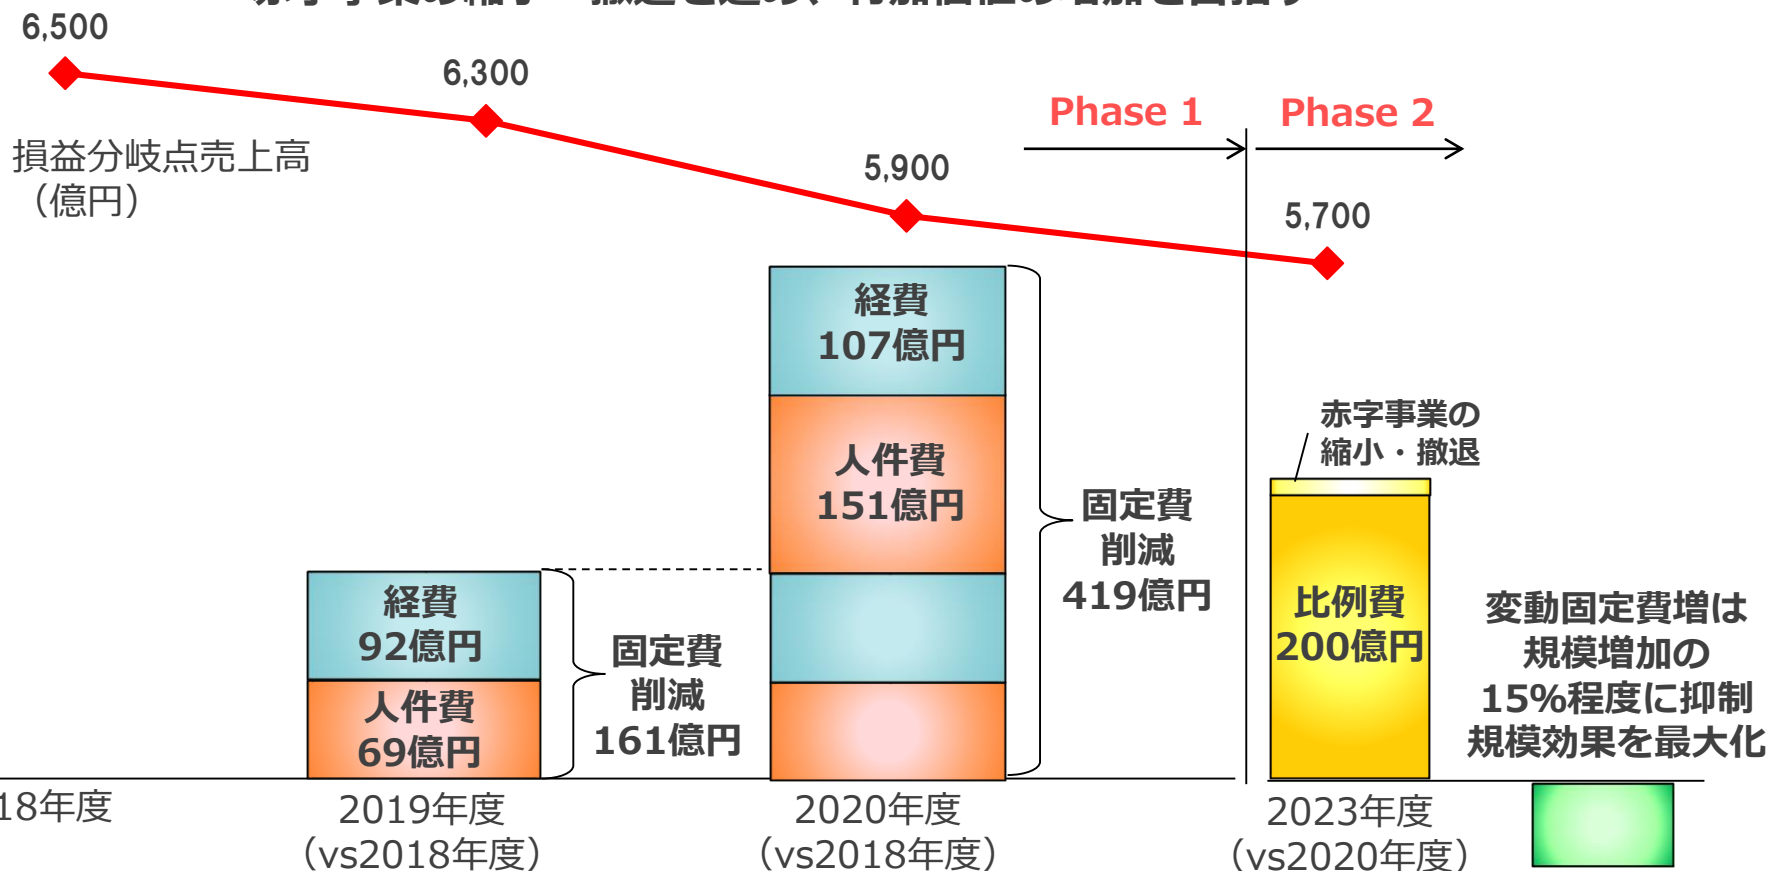 6,500
6,300
5,900
5,700
Phase 1
Phase 2
損益分岐点売上高
（億円）
経費
107億円
人件費
151億円
固定費
削減
419億円
経費
92億円
人件費
69億円
固定費
削減
161億円
赤字事業の
縮小・撤退
比例費
200億円
変動固定費増は
規模増加の
15%程度に抑制
規模効果を最大化
18年度
2019年度
（vs2018年度）
2020年度
（vs2018年度）
2023年度
（vs2020年度）